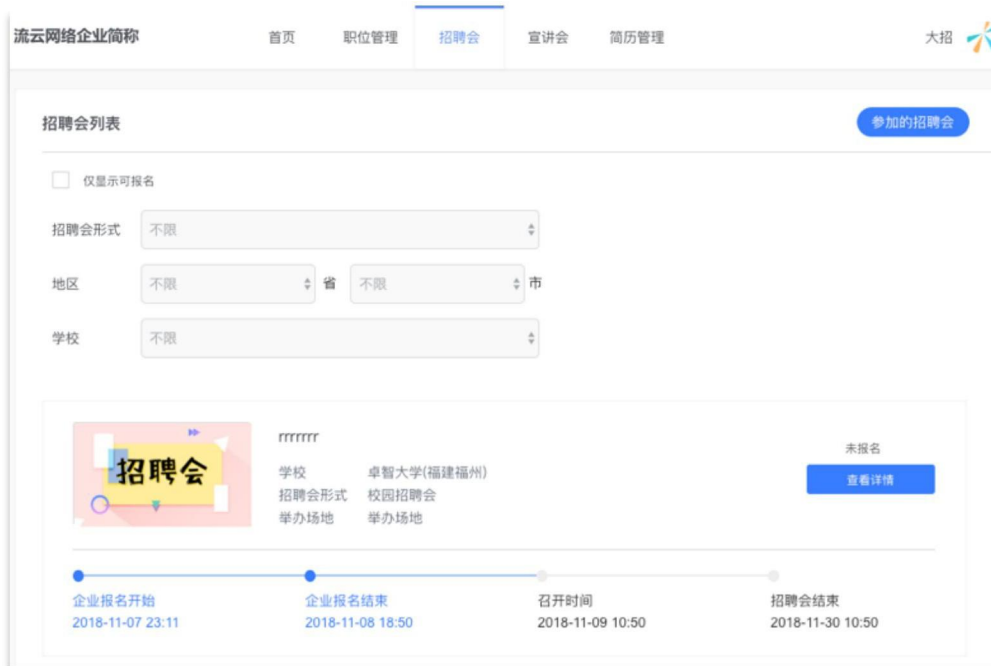 流云网络企业简称 首页 职位管理 招聘会 宣讲会 简历管理 大招
招聘会列表 参加的招聘会
仅显示可报名
招聘会形式 不限
地区 不限 省 不限 市
学校 不限
招聘会
rrrrrrr
学校 卓智大学(福建福州)
招聘会形式 校园招聘会
举办场地 举办场地
未报名
查看详情
企业报名开始 企业报名结束 召开时间 招聘会结束
2018-11-07 23:11 2018-11-08 18:50 2018-11-09 10:50 2018-11-30 10:50